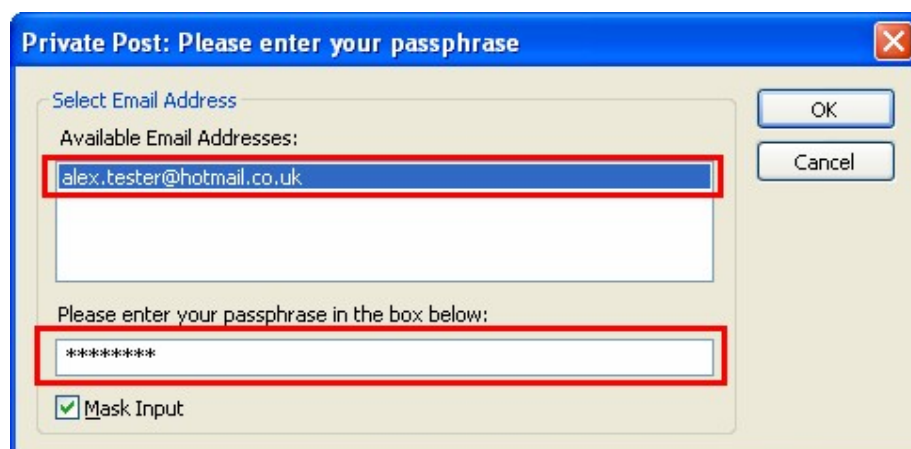 Private Post: Please enter your passphrase
Select Email Address
OK
Available Email Addresses:
alex.tester@hotmail.co.uk
Cancel
Please enter your passphrase in the box below:
********
Mask Input